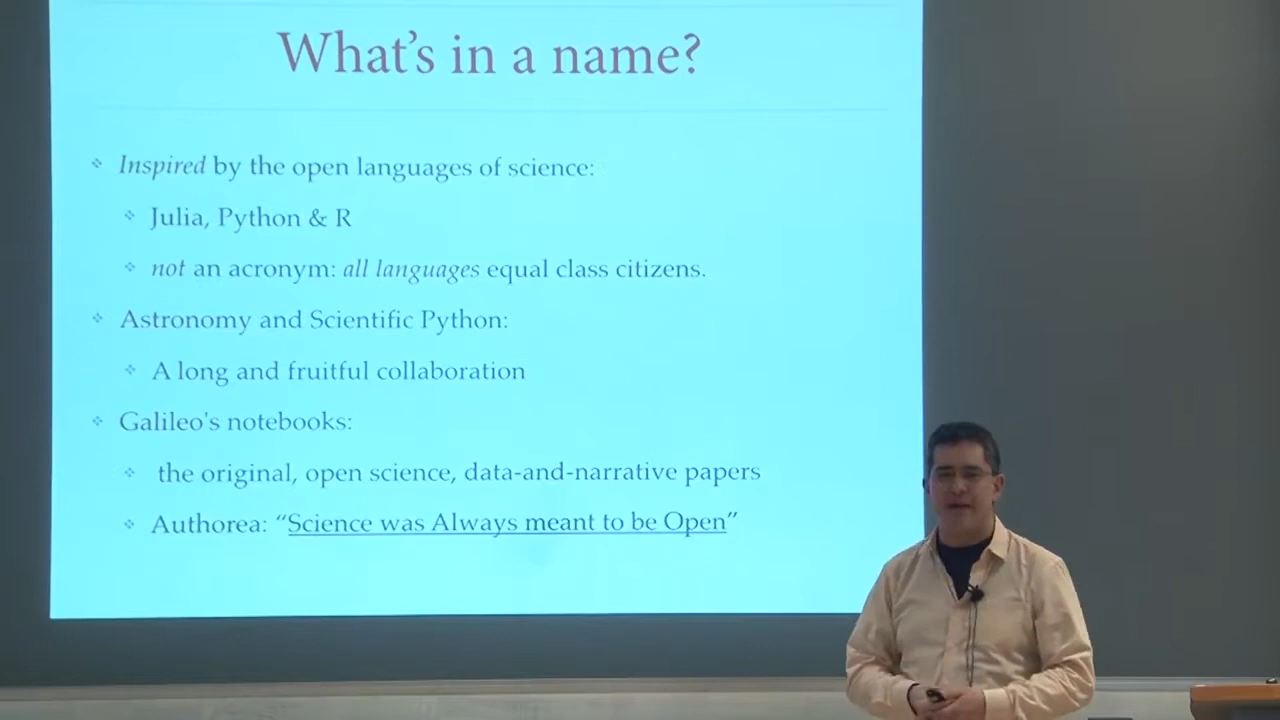 What's in a name?
Inspired by the open languages of science:
Julia, Python & R
not an acronym: all languages equal class citizens.
Astronomy and Scientific Python:
A long and fruitful collaboration
Galileo's notebooks:
the original, open science, data-and-narrative papers
Authorea: “Science was Always meant to be Open”